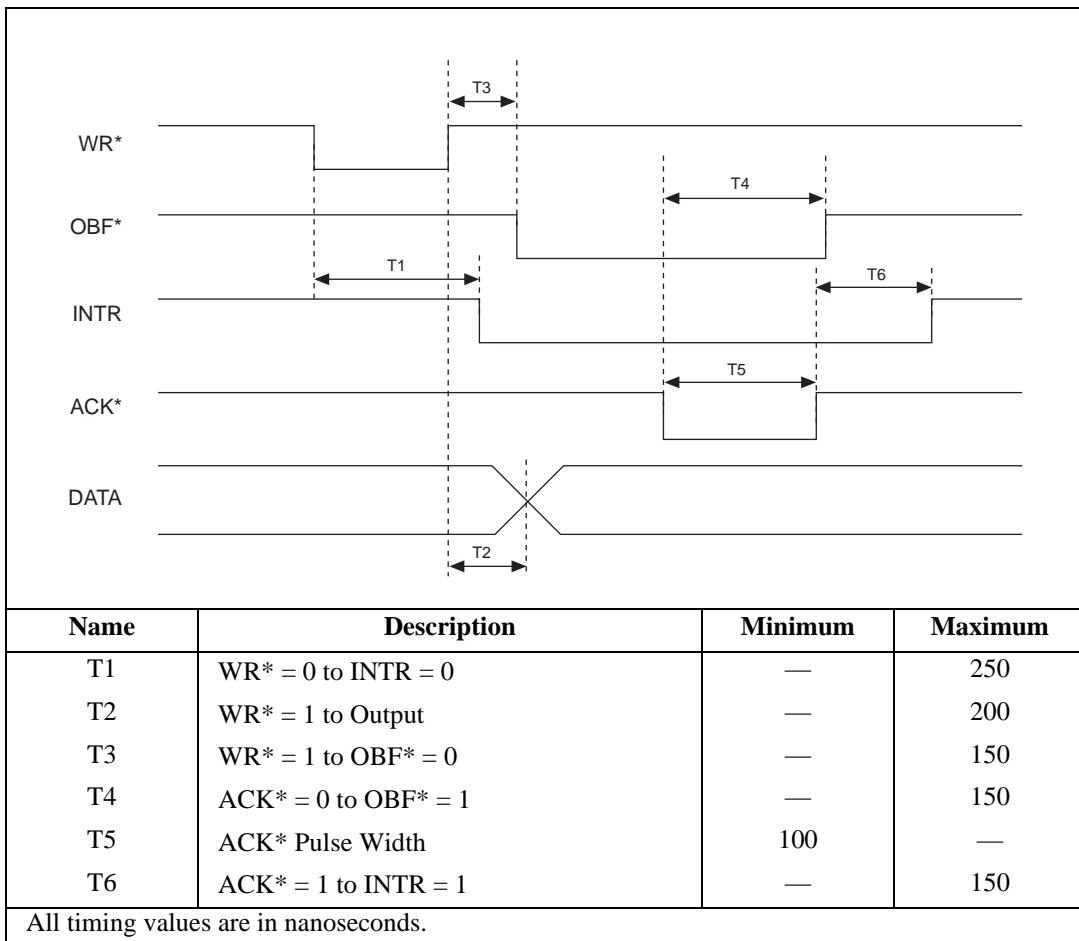 T3
WR*
T4
OBF*
T1
T6
INTR
T5
ACK*
DATA
T2
Name Description Minimum Maximum
T1 WR* = 0 to INTR = 0 — 250
T2 WR* = 1 to Output — 200
T3 WR* = 1 to OBF* = 0 — 150
T4 ACK* = 0 to OBF* = 1 — 150
T5 ACK* Pulse Width 100 —
T6 ACK* = 1 to INTR = 1 — 150
All timing values are in nanoseconds.